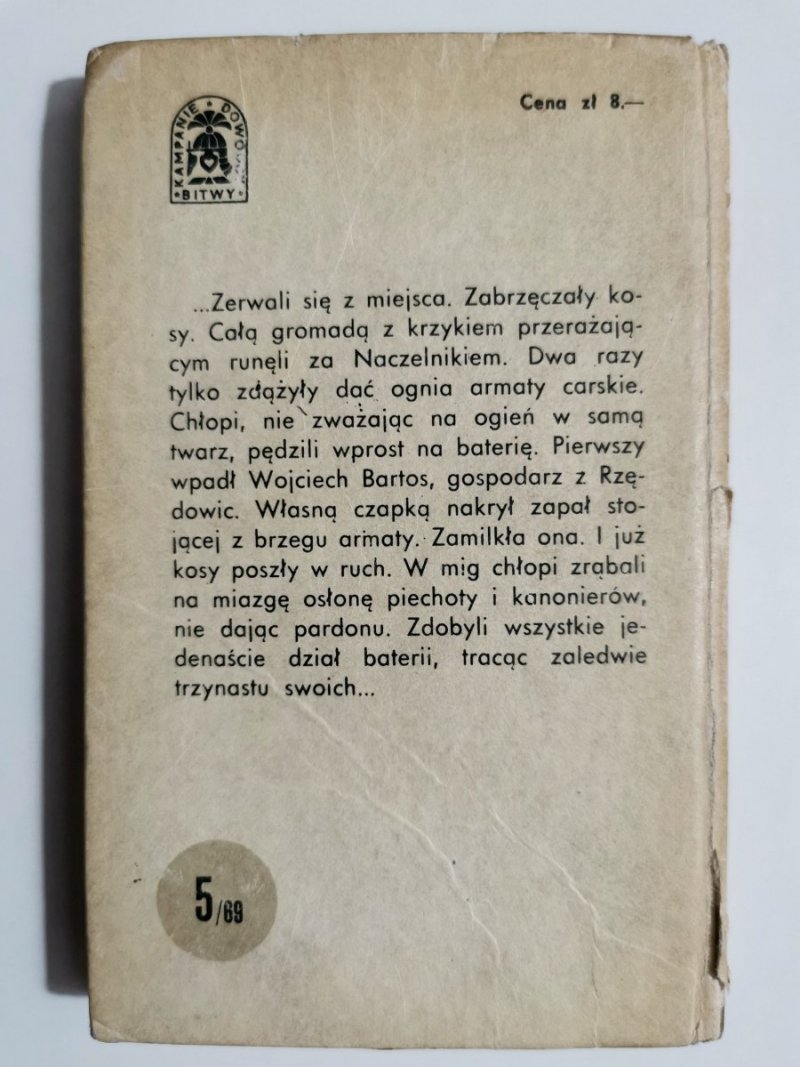 KAMPANIE DOWO
BITWY
Cena zł 8.—
...Zerwali się z miejsca. Zabrzęczały ko-
sy. Całą gromadą z krzykiem przerażają-
cym runęli za Naczelnikiem. Dwa razy
tylko zdążyły dać ognia armaty carskie.
Chłopi, nie zważając na ogień w samą
twarz, pędzili wprost na baterię. Pierwszy
wpadł Wojciech Bartos, gospodarz z Rzę-
dowic. Własną czapką nakrył zapał sto-
jącej z brzegu armaty. Zamilkła ona. I już
kosy poszły w ruch. W mig chłopi zrąbali
na miazgę osłonę piechoty i kanonierów,
nie dając pardonu. Zdobyli wszystkie je-
denaście dział baterii, tracąc zaledwie
trzynastu swoich...
5/69